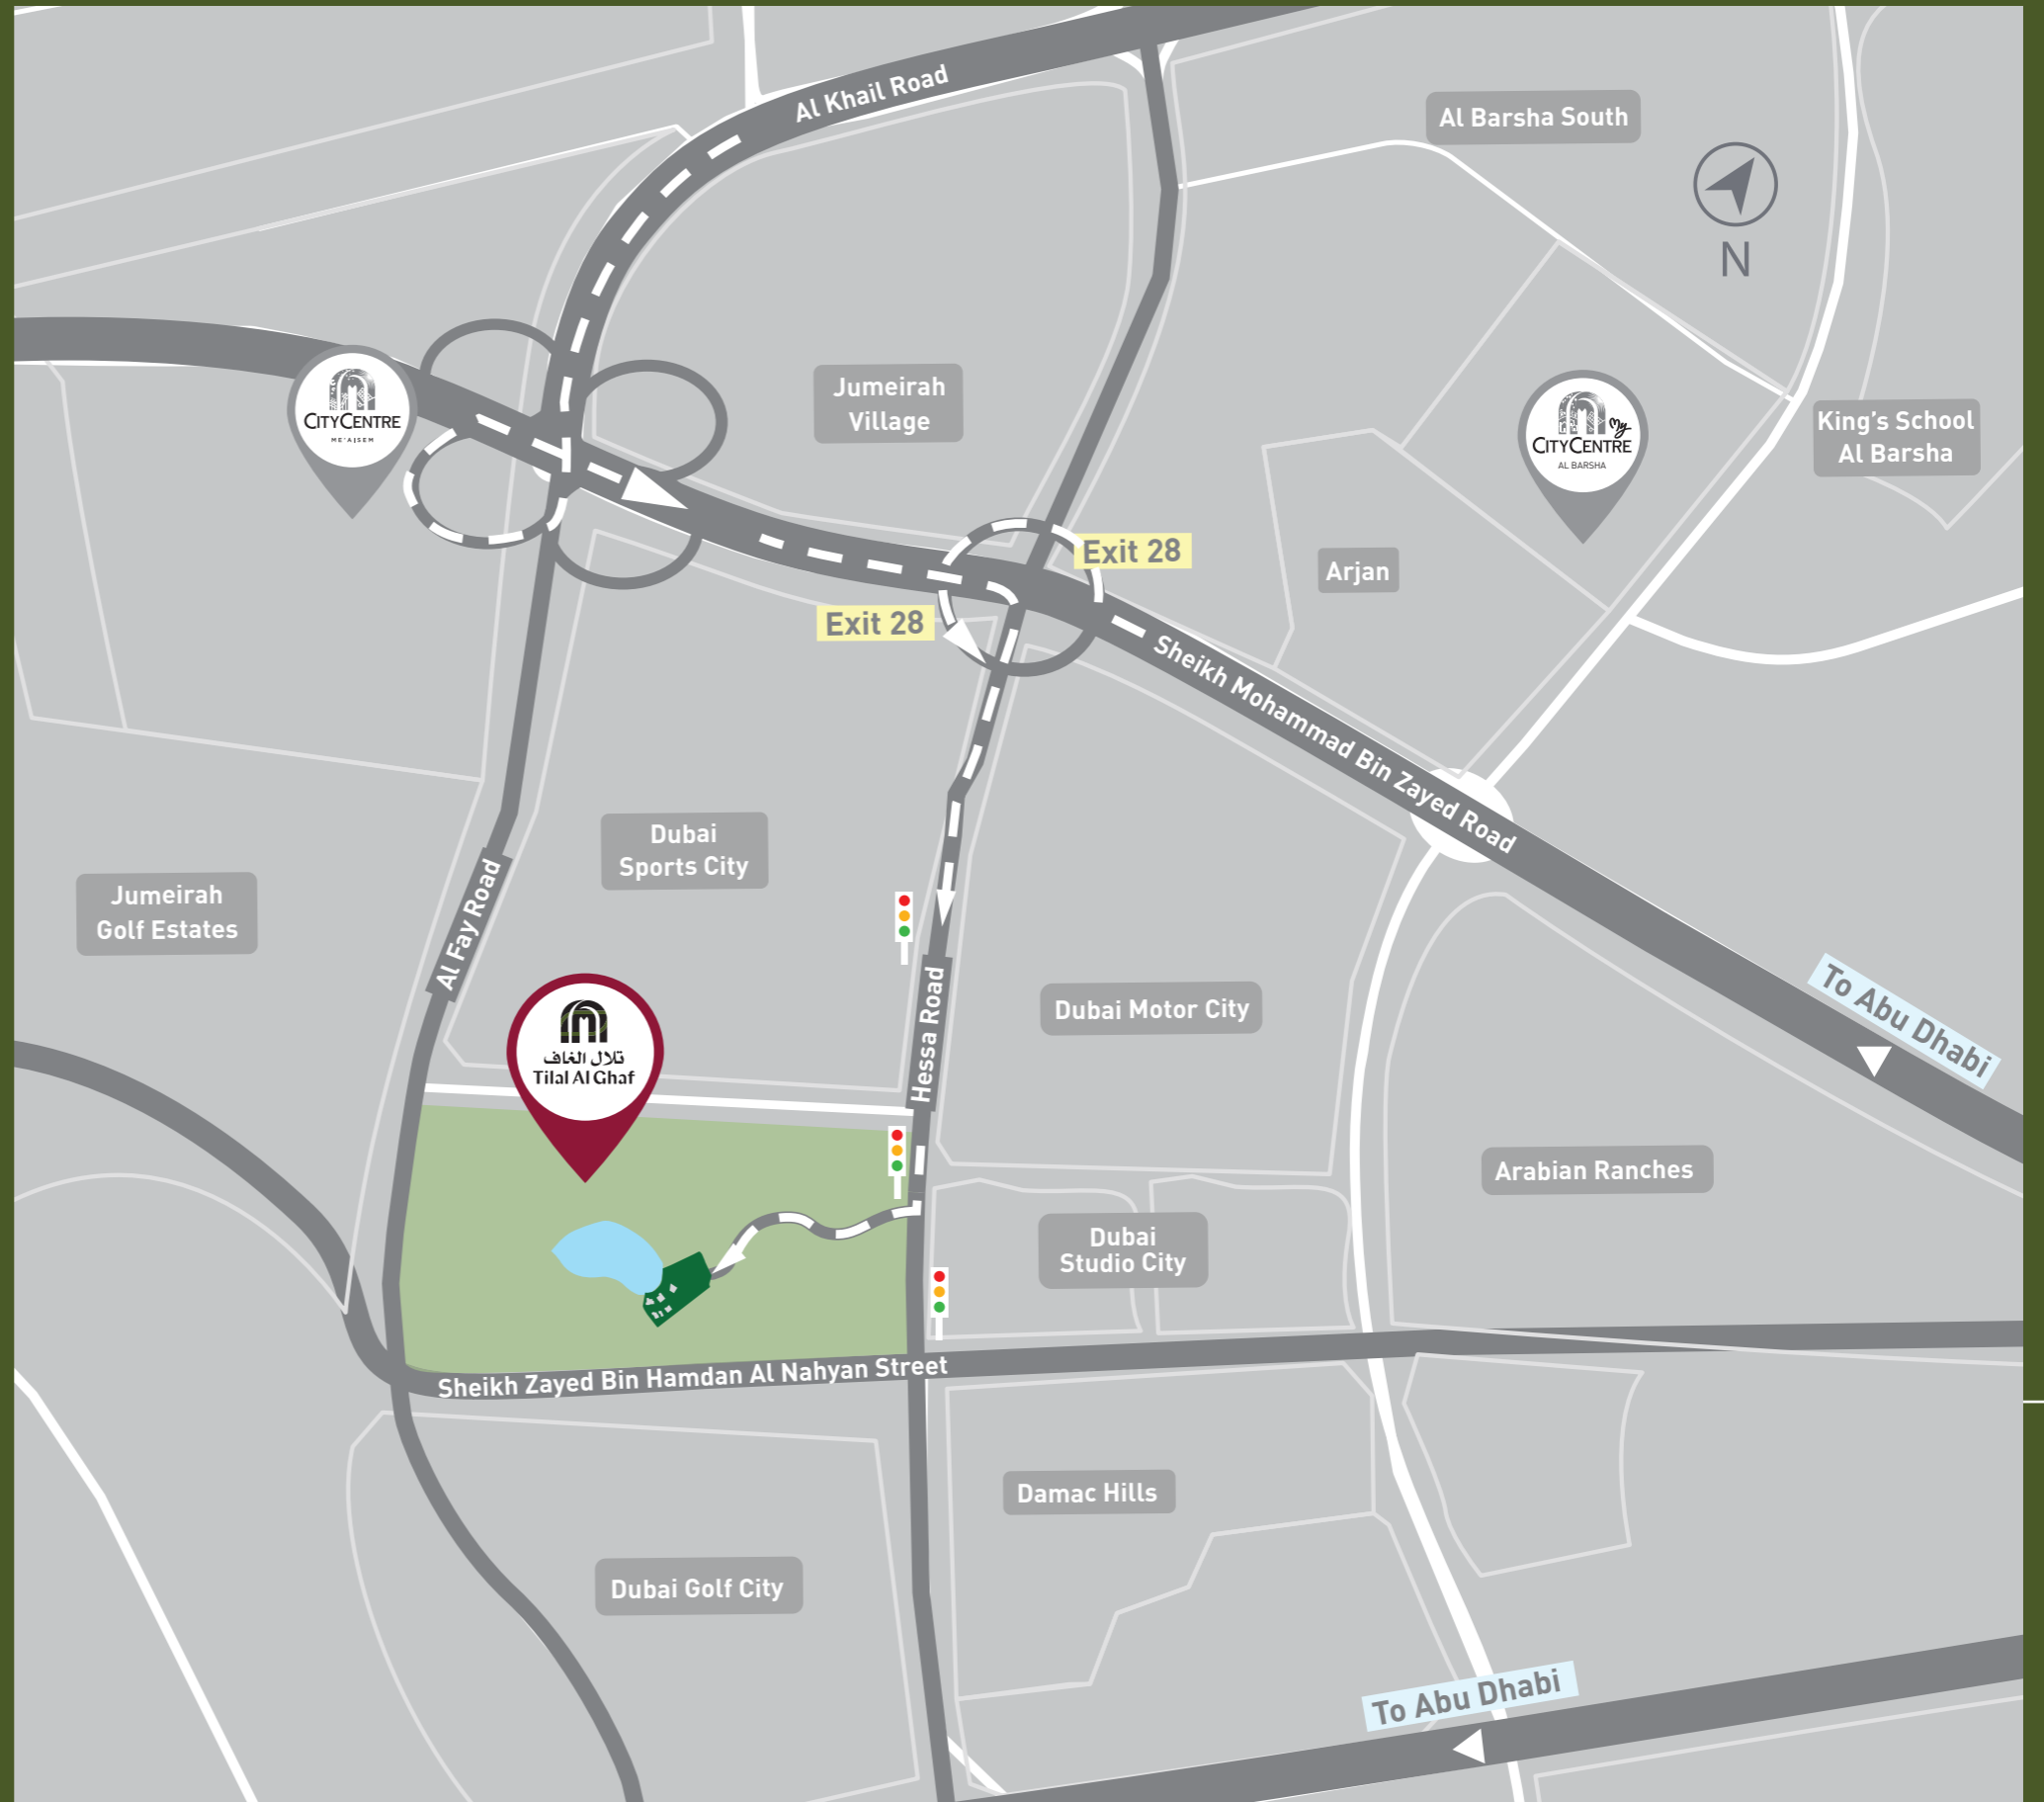 Al Khail Road
Al Barsha South
N
Jumeirah
Village
CITY CENTRE
ME'AJSEM
My
CITY CENTRE
AL BARSHA
King's School
Al Barsha
Exit 28
Arjan
Exit 28
Sheikh Mohammad Bin Zayed Road
Dubai
Sports City
Jumeirah
Golf Estates
Al Fay Road
To Abu Dhabi
Dubai Motor City
Hessa Road
تلال الغاف
Tilal Al Ghaf
Arabian Ranches
Dubai
Studio City
Sheikh Zayed Bin Hamdan Al Nahyan Street
Damac Hills
Dubai Golf City
To Abu Dhabi